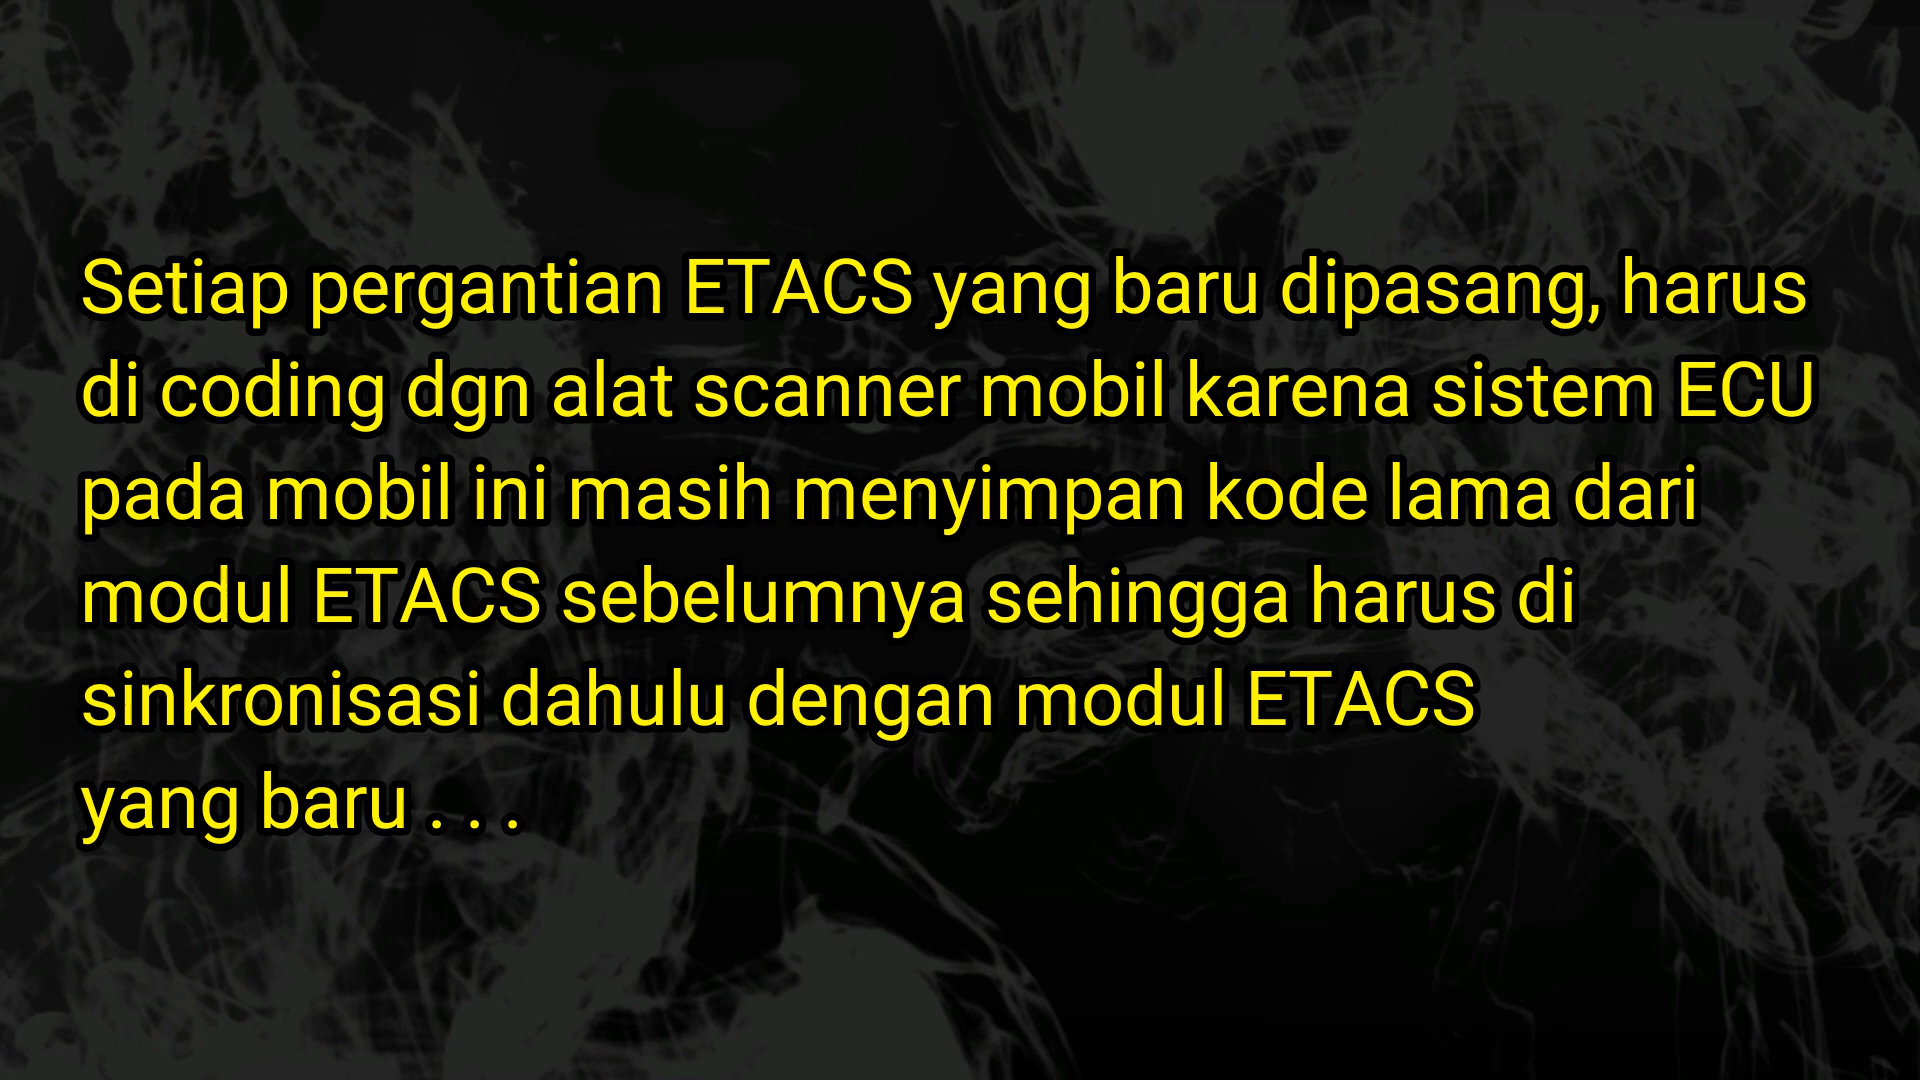 Setiap pergantian ETACS yang baru dipasang, harus
di coding dgn alat scanner mobil karena sistem ECU
pada mobil ini masih menyimpan kode lama dari
modul ETACS sebelumnya sehingga harus di
sinkronisasi dahulu dengan modul ETACS
yang baru . . .